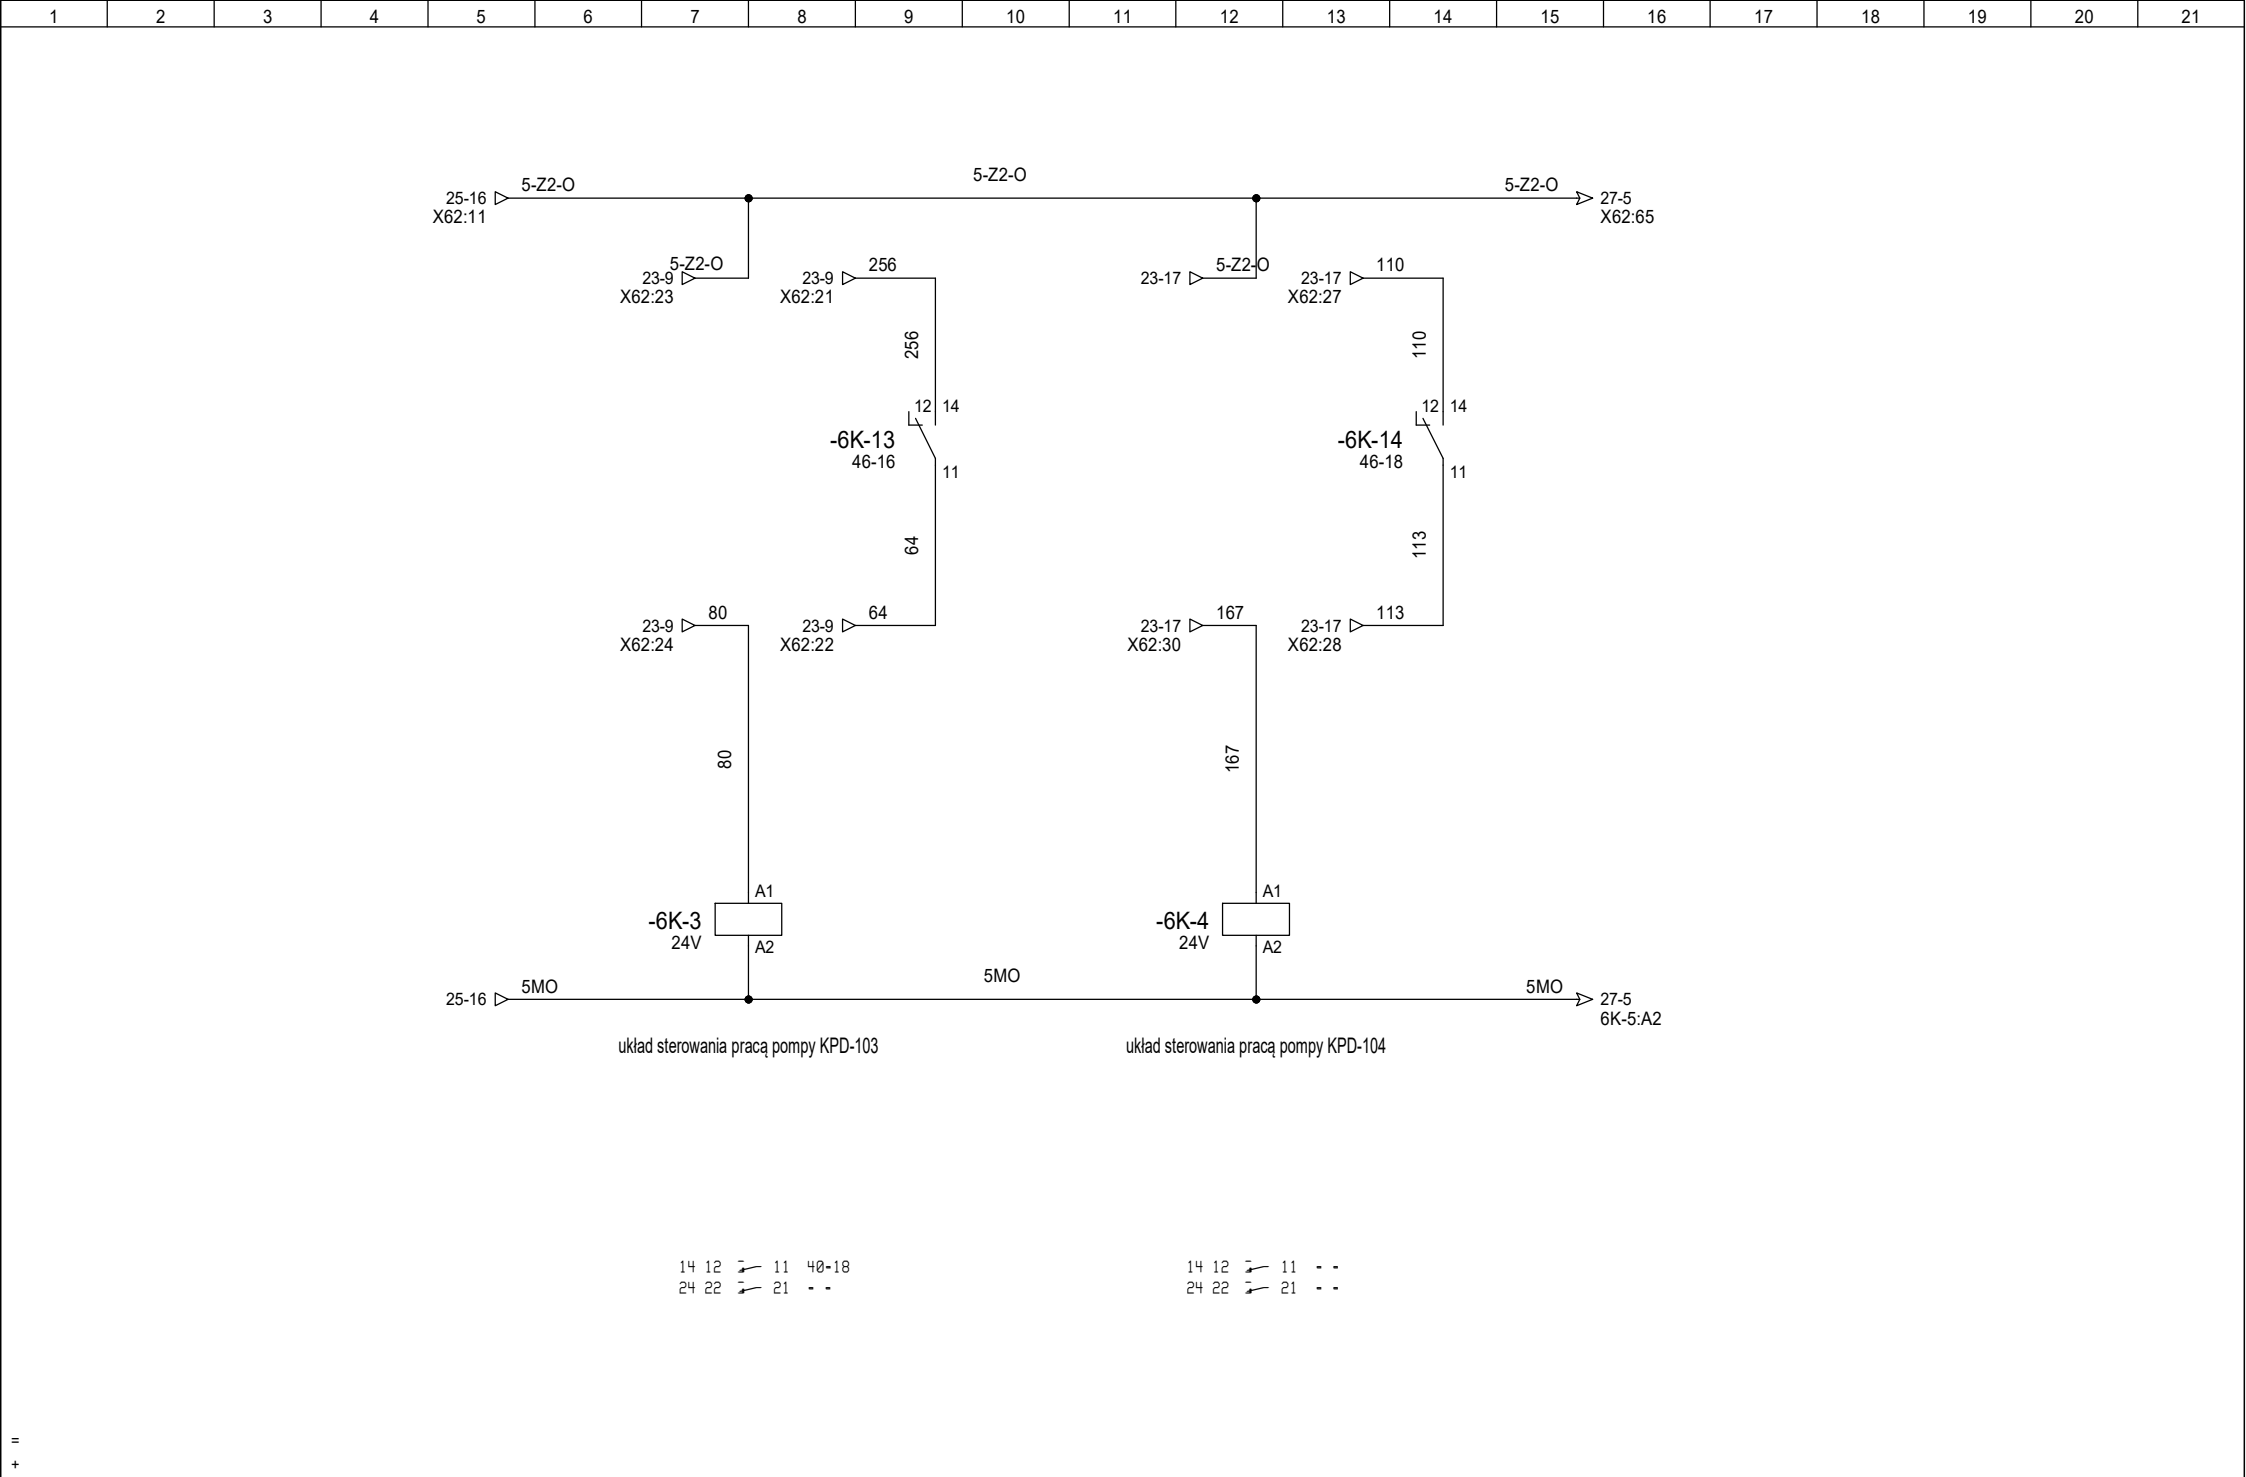 1 2 3 4 5 6 7 8 9 10 11 12 13 14 15 16 17 18 19 20 21
5-Z2-O 5-Z2-O 5-Z2-O
25-16 27-5
X62:11 X62:65
5-Z2-O 256 5-Z2-O 110
23-9 23-9 23-17 23-17
X62:23 X62:21 X62:27
256 110
12 14 12 14
-6K-13 -6K-14
46-16 46-18
11 11
64 113
80 64 167 113
23-9 23-9 23-17 23-17
X62:24 X62:22 X62:30 X62:28
80 167
A1 A1
-6K-3 -6K-4
24V 24V
A2 A2
5MO 5MO 5MO
25-16 27-5
6K-5:A2
układ sterowania pracą pompy KPD-103 układ sterowania pracą pompy KPD-104
14 12 11 40-18 14 12 11 - -
24 22 21 - - 24 22 21 - -
=
+